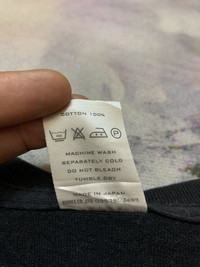 COTTON 100%
MACHINE WASH
SEPARATELY COLD
DO NOT BLEACH
TUMBLE DRY
MADE IN JAPAN